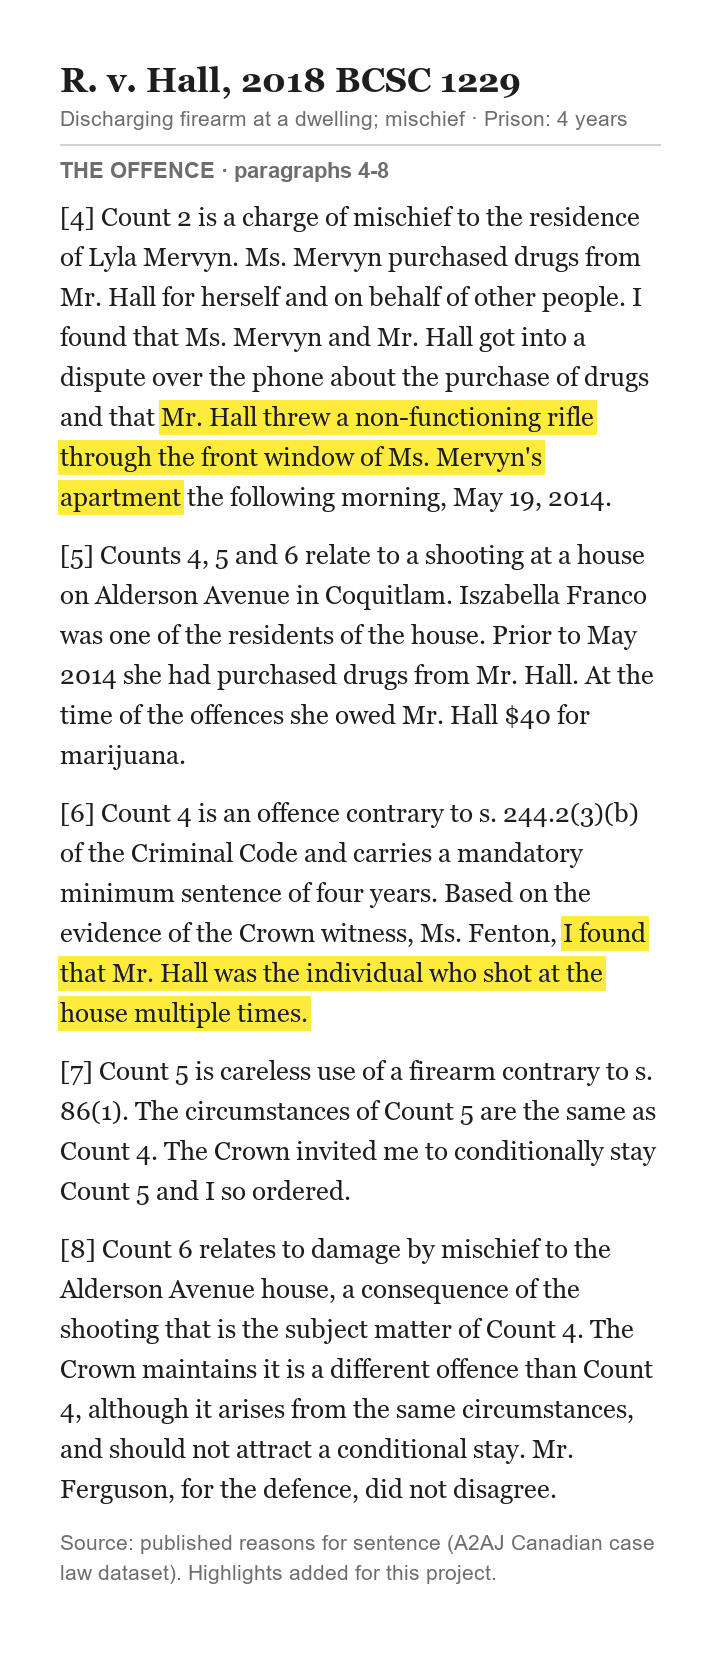 R. v. Hall, 2018 BCSC 1229
Discharging firearm at a dwelling; mischief · Prison: 4 years
THE OFFENCE · paragraphs 4-8
[4] Count 2 is a charge of mischief to the residence
of Lyla Mervyn. Ms. Mervyn purchased drugs from
Mr. Hall for herself and on behalf of other people. I
found that Ms. Mervyn and Mr. Hall got into a
dispute over the phone about the purchase of drugs
and that Mr. Hall threw a non-functioning rifle
through the front window of Ms. Mervyn's
apartment the following morning, May 19, 2014.
[5] Counts 4, 5 and 6 relate to a shooting at a house
on Alderson Avenue in Coquitlam. Iszabella Franco
was one of the residents of the house. Prior to May
2014 she had purchased drugs from Mr. Hall. At the
time of the offences she owed Mr. Hall $40 for
marijuana.
[6] Count 4 is an offence contrary to s. 244.2(3)(b)
of the Criminal Code and carries a mandatory
minimum sentence of four years. Based on the
evidence of the Crown witness, Ms. Fenton, I found
that Mr. Hall was the individual who shot at the
house multiple times.
[7] Count 5 is careless use of a firearm contrary to s.
86(1). The circumstances of Count 5 are the same as
Count 4. The Crown invited me to conditionally stay
Count 5 and I so ordered.
[8] Count 6 relates to damage by mischief to the
Alderson Avenue house, a consequence of the
shooting that is the subject matter of Count 4. The
Crown maintains it is a different offence than Count
4, although it arises from the same circumstances,
and should not attract a conditional stay. Mr.
Ferguson, for the defence, did not disagree.
Source: published reasons for sentence (A2AJ Canadian case
law dataset). Highlights added for this project.